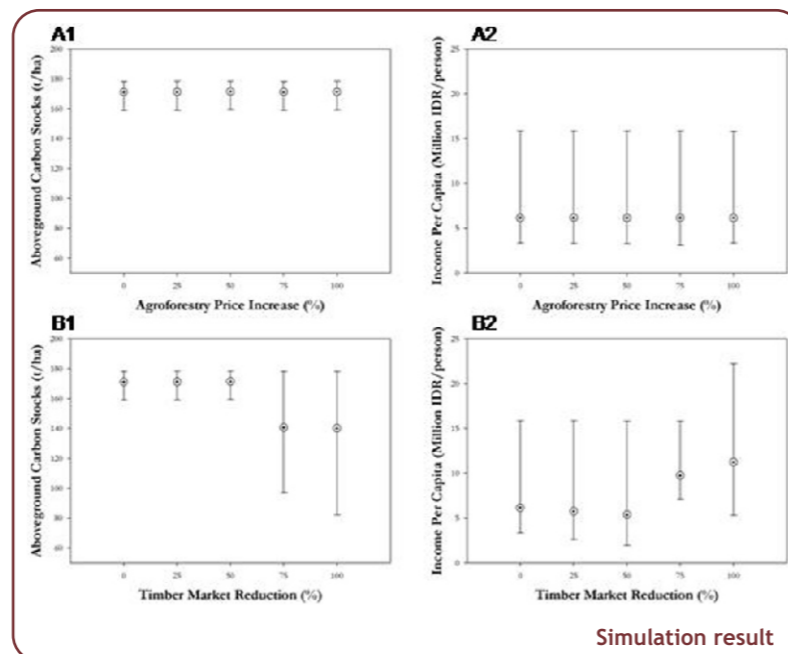 A1
Aboveground Carbon Stocks (t/ha)
200
180
160
140
120
100
80
60
0 25 50 75 100
Agroforestry Price Increase (%)
A2
Income Per Capita (Million IDR/person)
25
20
15
10
5
0
0 25 50 75 100
Agroforestry Price Increase (%)
B1
Aboveground Carbon Stocks (t/ha)
200
180
160
140
120
100
80
60
0 25 50 75 100
Timber Market Reduction (%)
B2
Income Per Capita (Million IDR/person)
25
20
15
10
5
0
0 25 50 75 100
Timber Market Reduction (%)
Simulation result